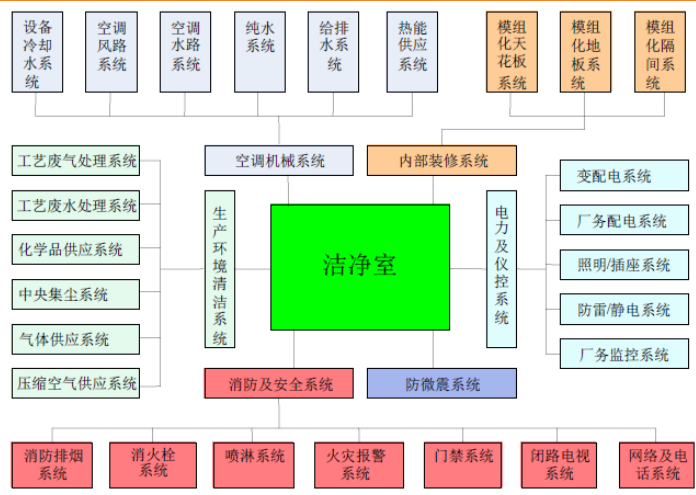 设备
冷却
水系
统
空调
风路
系统
空调
水路
系统
纯水
系统
给排
水系
统
热能
供应
系统
模组
化天
花板
系统
模组
化地
板系
统
模组
化隔
间系
统
空调机械系统
内部装修系统
工艺废气处理系统
工艺废水处理系统
化学品供应系统
中央集尘系统
气体供应系统
压缩空气供应系统
生产环境清洁系统
洁净室
电力及仪控系统
变配电系统
厂务配电系统
照明/插座系统
防雷/静电系统
厂务监控系统
消防及安全系统
防微震系统
消防排烟
系统
消火栓
系统
喷淋系统
火灾报警
系统
门禁系统
闭路电视
系统
网络及电
话系统